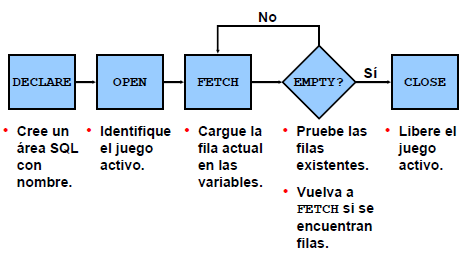 No
DECLARE
OPEN
FETCH
EMPTY?
Sí
CLOSE
• Cree un
área SQL
con
nombre.
• Identifique
el juego
activo.
• Cargue la
fila actual
en las
variables.
• Pruebe las
filas
existentes.
• Vuelva a
FETCH si se
encuentran
filas.
• Libere el
juego
activo.